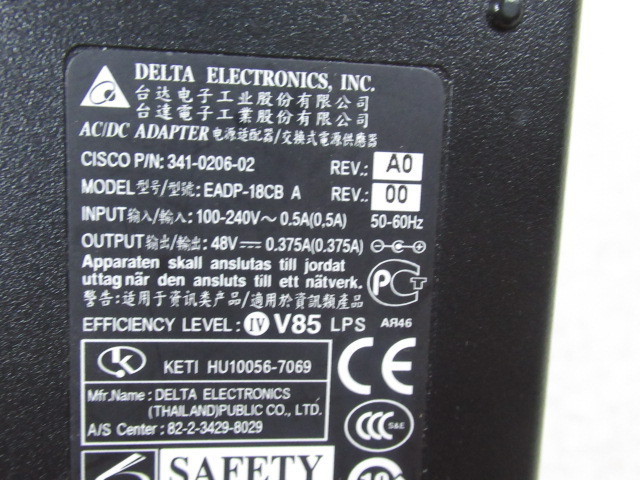 DELTA ELECTRONICS, INC.
台达电子工业股份有限公司
台達電子工業股份有限公司
AC/DC ADAPTER 电源适配器/交換式電源供應器
CISCO P/N: 341-0206-02 REV.: A0
MODEL型号/型號: EADP-18CB A REV.: 00
INPUT输入/輸入: 100-240V～ 0.5A(0,5A) 50-60Hz
OUTPUT输出/輸出: 48V⎓ 0.375A(0.375A)
Apparaten skall anslutas till jordat
uttag når den ansluts till ett nätverk.
警告:适用于资讯类产品/適用於資訊類產品
EFFICIENCY LEVEL: IV V85 LPS АЯ46
KETI HU10056-7069
Mfr.Name : DELTA ELECTRONICS
(THAILAND)PUBLIC CO., LTD.
A/S Center : 82-2-3429-8029
CE
CCC S&E
SAFETY